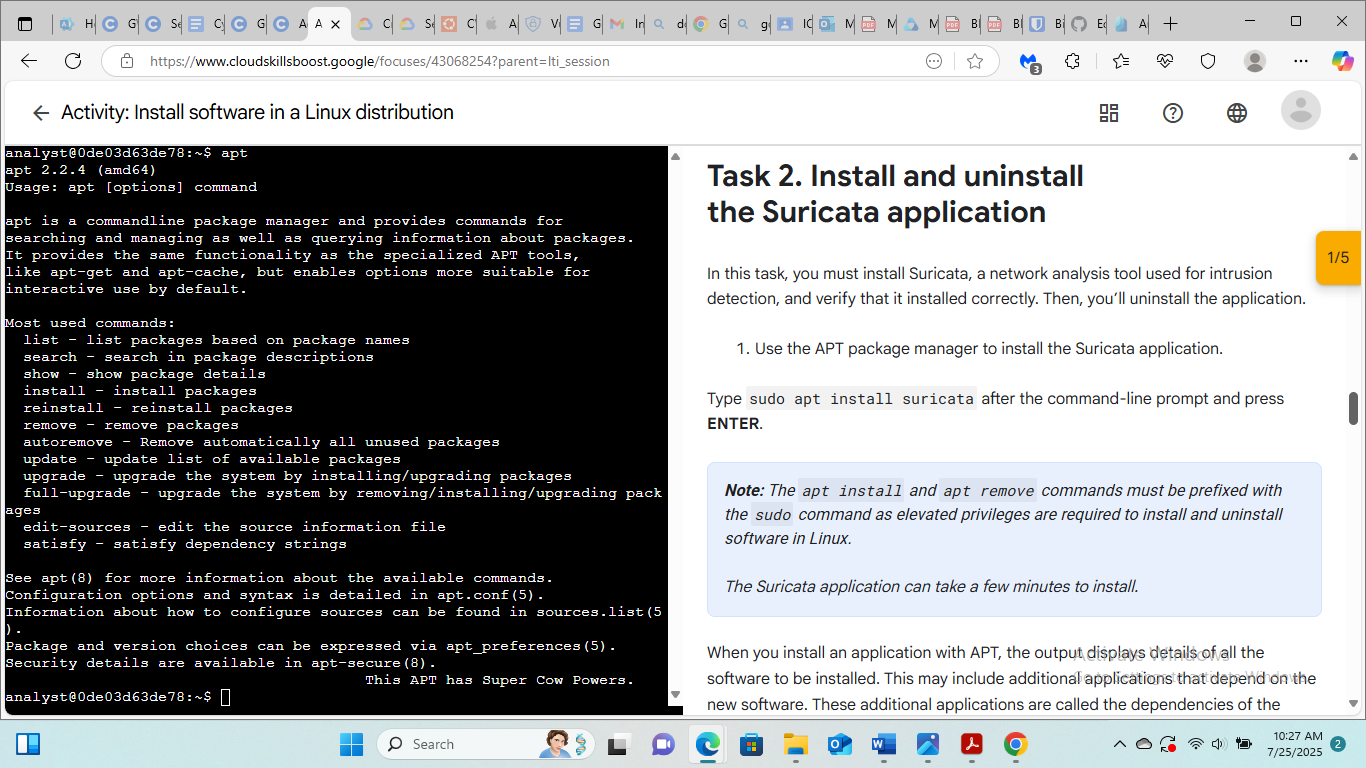 H
G
Se
C
G
A
A
C
Se
C
A
V
G
In
d
G
g
IC
M
M
M
Bl
Bl
Bi
Ec
A
https://www.cloudskillsboost.google/focuses/43068254?parent=lti_session
3
Activity: Install software in a Linux distribution
analyst@0de03d63de78:~$ apt
apt 2.2.4 (amd64)
Usage: apt [options] command
apt is a commandline package manager and provides commands for
searching and managing as well as querying information about packages.
It provides the same functionality as the specialized APT tools,
like apt-get and apt-cache, but enables options more suitable for
interactive use by default.
Most used commands:
list - list packages based on package names
search - search in package descriptions
show - show package details
install - install packages
reinstall - reinstall packages
remove - remove packages
autoremove - Remove automatically all unused packages
update - update list of available packages
upgrade - upgrade the system by installing/upgrading packages
full-upgrade - upgrade the system by removing/installing/upgrading pack
ages
edit-sources - edit the source information file
satisfy - satisfy dependency strings
See apt(8) for more information about the available commands.
Configuration options and syntax is detailed in apt.conf(5).
Information about how to configure sources can be found in sources.list(5
).
Package and version choices can be expressed via apt_preferences(5).
Security details are available in apt-secure(8).
This APT has Super Cow Powers.
analyst@0de03d63de78:~$
Task 2. Install and uninstall
the Suricata application
1/5
In this task, you must install Suricata, a network analysis tool used for intrusion
detection, and verify that it installed correctly. Then, you’ll uninstall the application.
1. Use the APT package manager to install the Suricata application.
Type sudo apt install suricata after the command-line prompt and press
ENTER.
Note: The apt install and apt remove commands must be prefixed with
the sudo command as elevated privileges are required to install and uninstall
software in Linux.
The Suricata application can take a few minutes to install.
When you install an application with APT, the output displays details of all the
software to be installed. This may include additional applications that depend on the
new software. These additional applications are called the dependencies of the
Activate Windows
Go to Settings to activate Windows.
Search
10:27 AM
7/25/2025
2